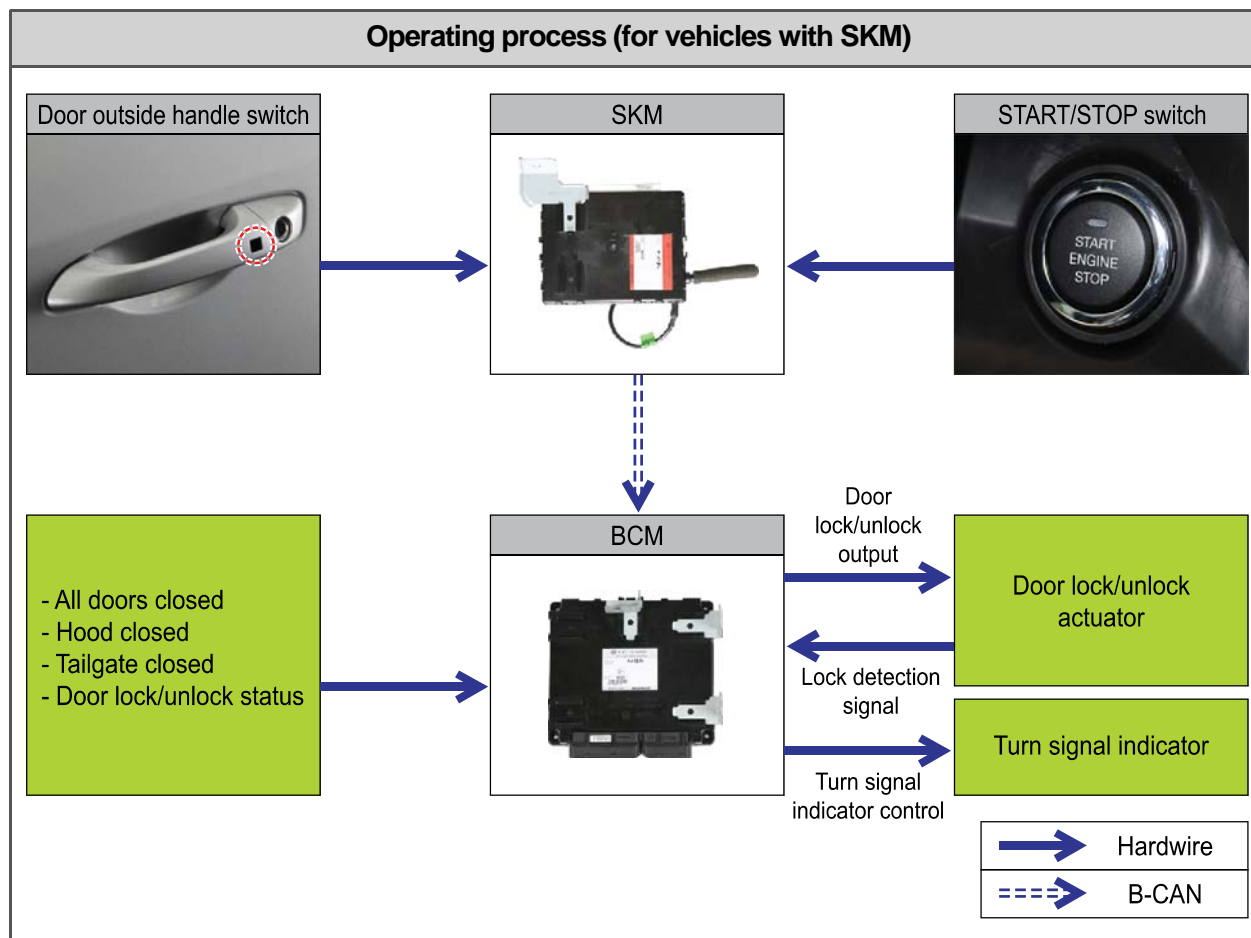 Operating process (for vehicles with SKM)
Door outside handle switch
SKM
START/STOP switch
START
ENGINE
STOP
- All doors closed
- Hood closed
- Tailgate closed
- Door lock/unlock status
BCM
Door
lock/unlock
output
Lock detection
signal
Turn signal
indicator control
Door lock/unlock
actuator
Turn signal indicator
Hardwire
B-CAN